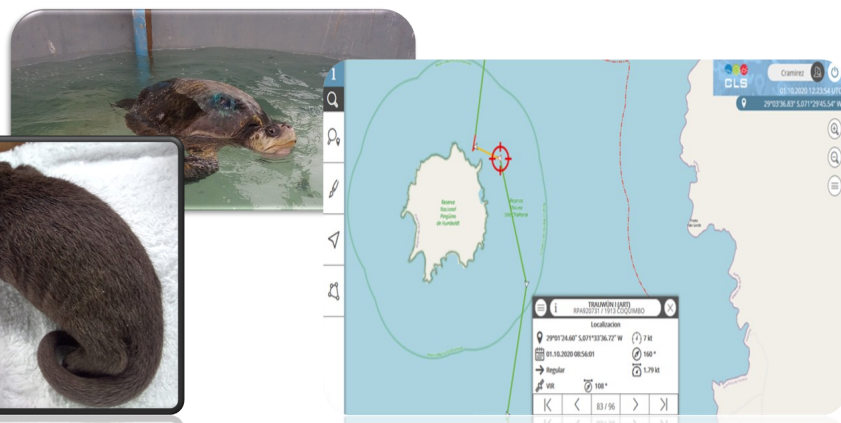 1
CLS
Cramirez
01.10.2020 12:23:54 UTC
29°03'36.83" S,071°29'45.54" W
Reserva
Nacional
Pingüino
de Humboldt
TRAUWÜN I (ART)
RPA920731 / 1913 COQUIMBO
Localizacion
29°01'24.60" S,071°33'36.72" W
7 kt
01.10.2020 08:56:01
160 °
Regular
1.79 kt
VIR
108 °
83 / 96